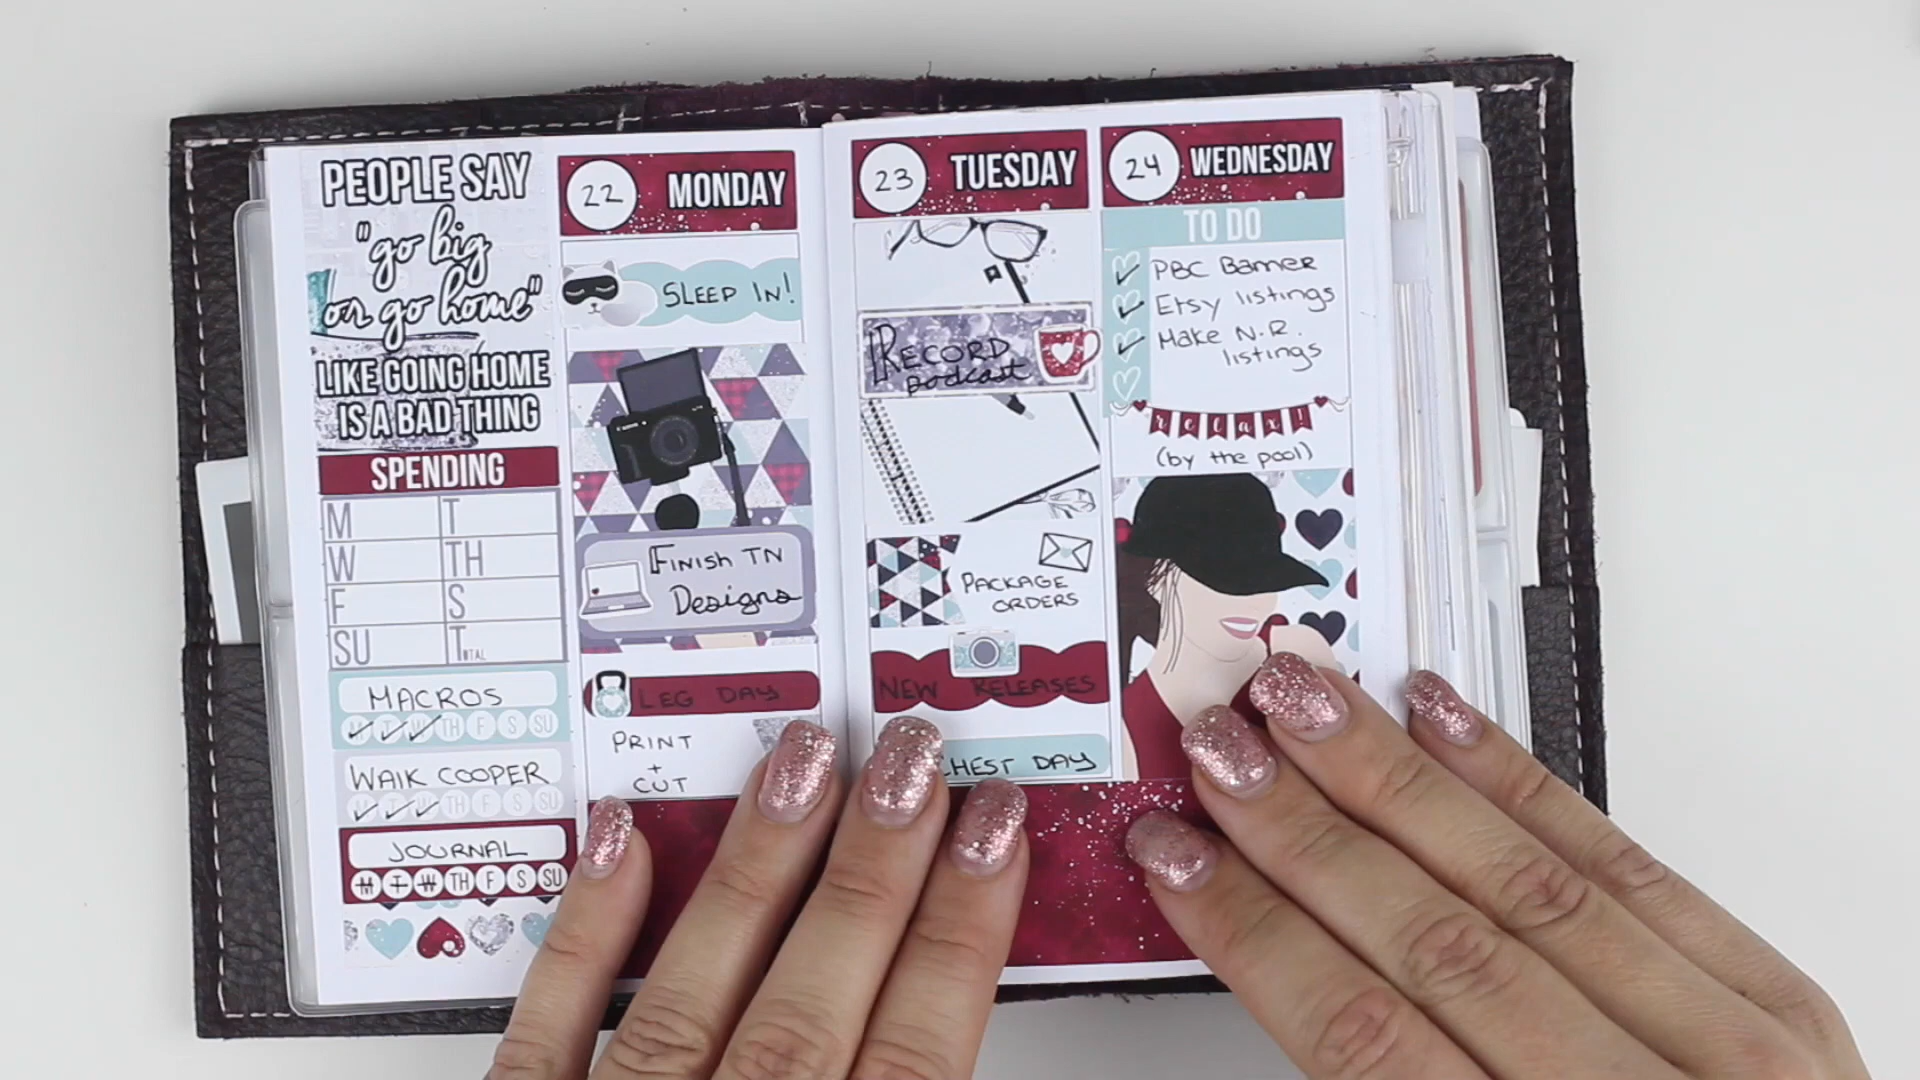 PEOPLE SAY
"go big
or go home"
LIKE GOING HOME
IS A BAD THING
SPENDING
M T
W TH
F S
SU TOTAL
MACROS
M T W TH F S SU
WALK COOPER
M T W TH F S SU
JOURNAL
M T W TH F S SU
22 MONDAY
SLEEP IN!
Canon
FINISH TN
Designs
LEG DAY
PRINT
+
CUT
23 TUESDAY
RECORD
podcast
PACKAGE
ORDERS
NEW RELEASES
CHEST DAY
24 WEDNESDAY
TO DO
PBC Banner
Etsy listings
Make N.R.
listings
relax!
(by the pool)